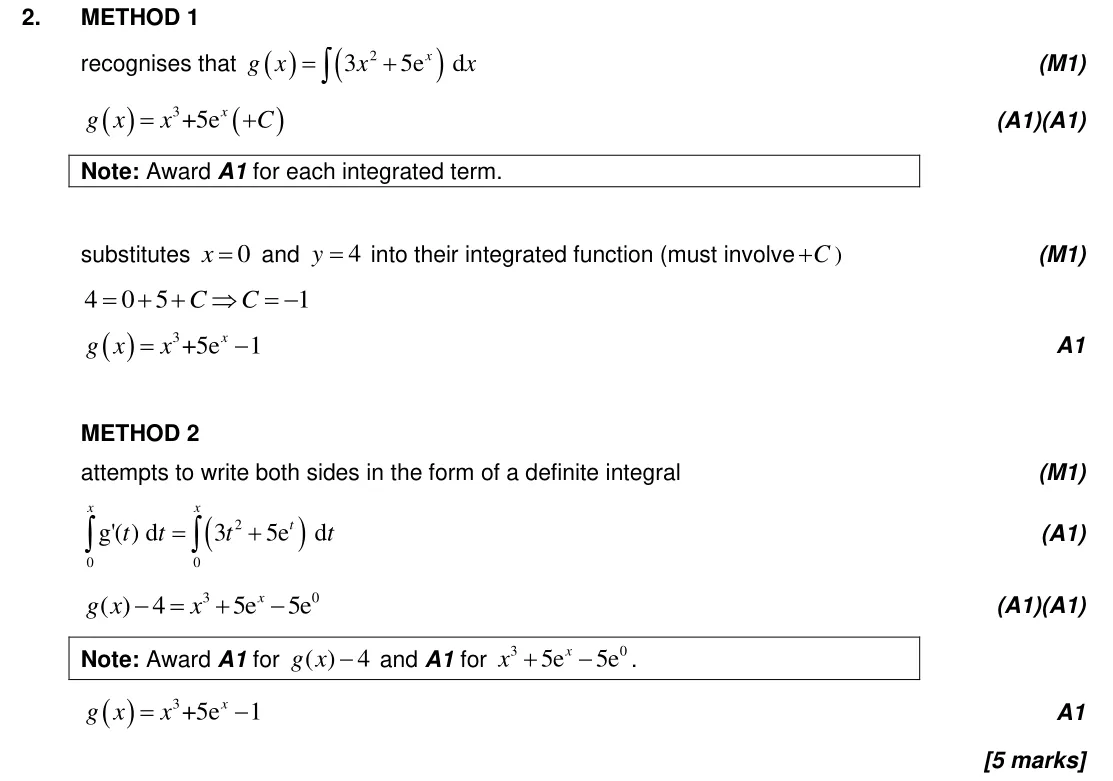 2. METHOD 1
recognises that g(x) = ∫(3x² + 5eˣ) dx (M1)
g(x) = x³+5eˣ(+C) (A1)(A1)
Note: Award A1 for each integrated term.
substitutes x = 0 and y = 4 into their integrated function (must involve +C) (M1)
4 = 0 + 5 + C ⇒ C = −1
g(x) = x³+5eˣ − 1 A1
METHOD 2
attempts to write both sides in the form of a definite integral (M1)
∫₀ˣ g'(t) dt = ∫₀ˣ (3t² + 5eᵗ) dt (A1)
g(x) − 4 = x³ + 5eˣ − 5e⁰ (A1)(A1)
Note: Award A1 for g(x) − 4 and A1 for x³ + 5eˣ − 5e⁰.
g(x) = x³+5eˣ − 1 A1
[5 marks]